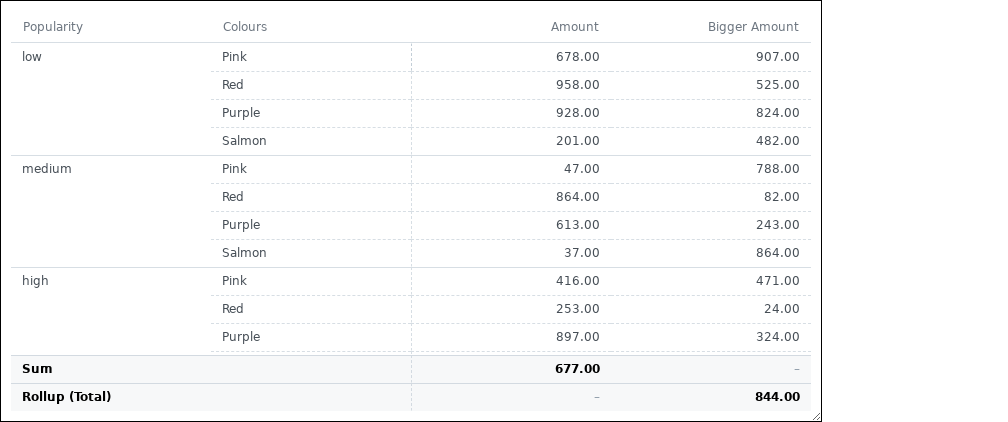 Popularity Colours Amount Bigger Amount
low Pink 678.00 907.00
Red 958.00 525.00
Purple 928.00 824.00
Salmon 201.00 482.00
medium Pink 47.00 788.00
Red 864.00 82.00
Purple 613.00 243.00
Salmon 37.00 864.00
high Pink 416.00 471.00
Red 253.00 24.00
Purple 897.00 324.00
Sum 677.00 –
Rollup (Total) – 844.00